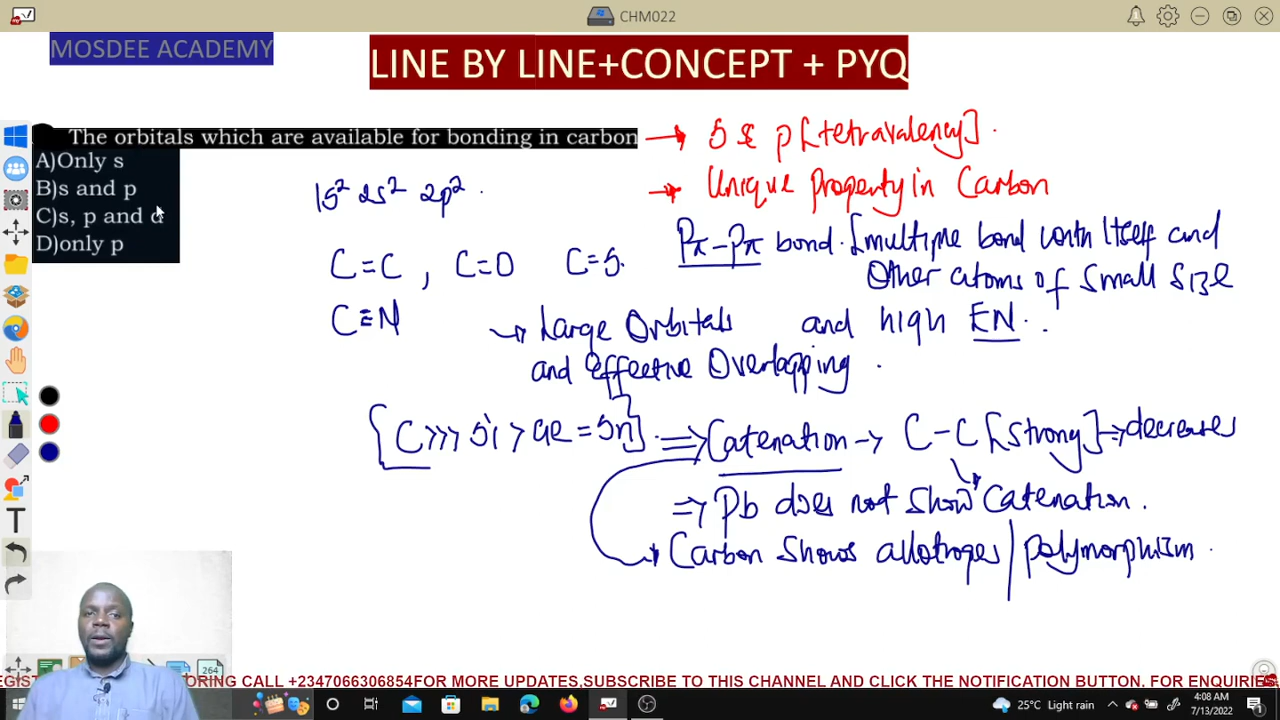 CHM022
MOSDEE ACADEMY
LINE BY LINE+CONCEPT + PYQ
The orbitals which are available for bonding in carbon
A)Only s
B)s and p
C)s, p and d
D)only p
→ s & p [tetravalency].
→ Unique Property in Carbon
1s² 2s² 2p².
Pπ-Pπ bond. [multiple bond with Itself and
Other atoms of small size
and high EN.
C=C, C=O C=S.
C≡N
Large Orbitals
and effective Overlapping.
{C>>> Si > Ge = Sn}. ⇒ Catenation → C-C [strong] ⇒ decreases
⇒ Pb does not show Catenation.
Carbon shows allotropes | polymorphism.
264
ORING CALL +2347066306854FOR MORE UPDATES,SUBSCRIBE TO THIS CHANNEL AND CLICK THE NOTIFICATION BUTTON. FOR ENQUIRIES
25°C Light rain
4:08 AM
7/13/2022